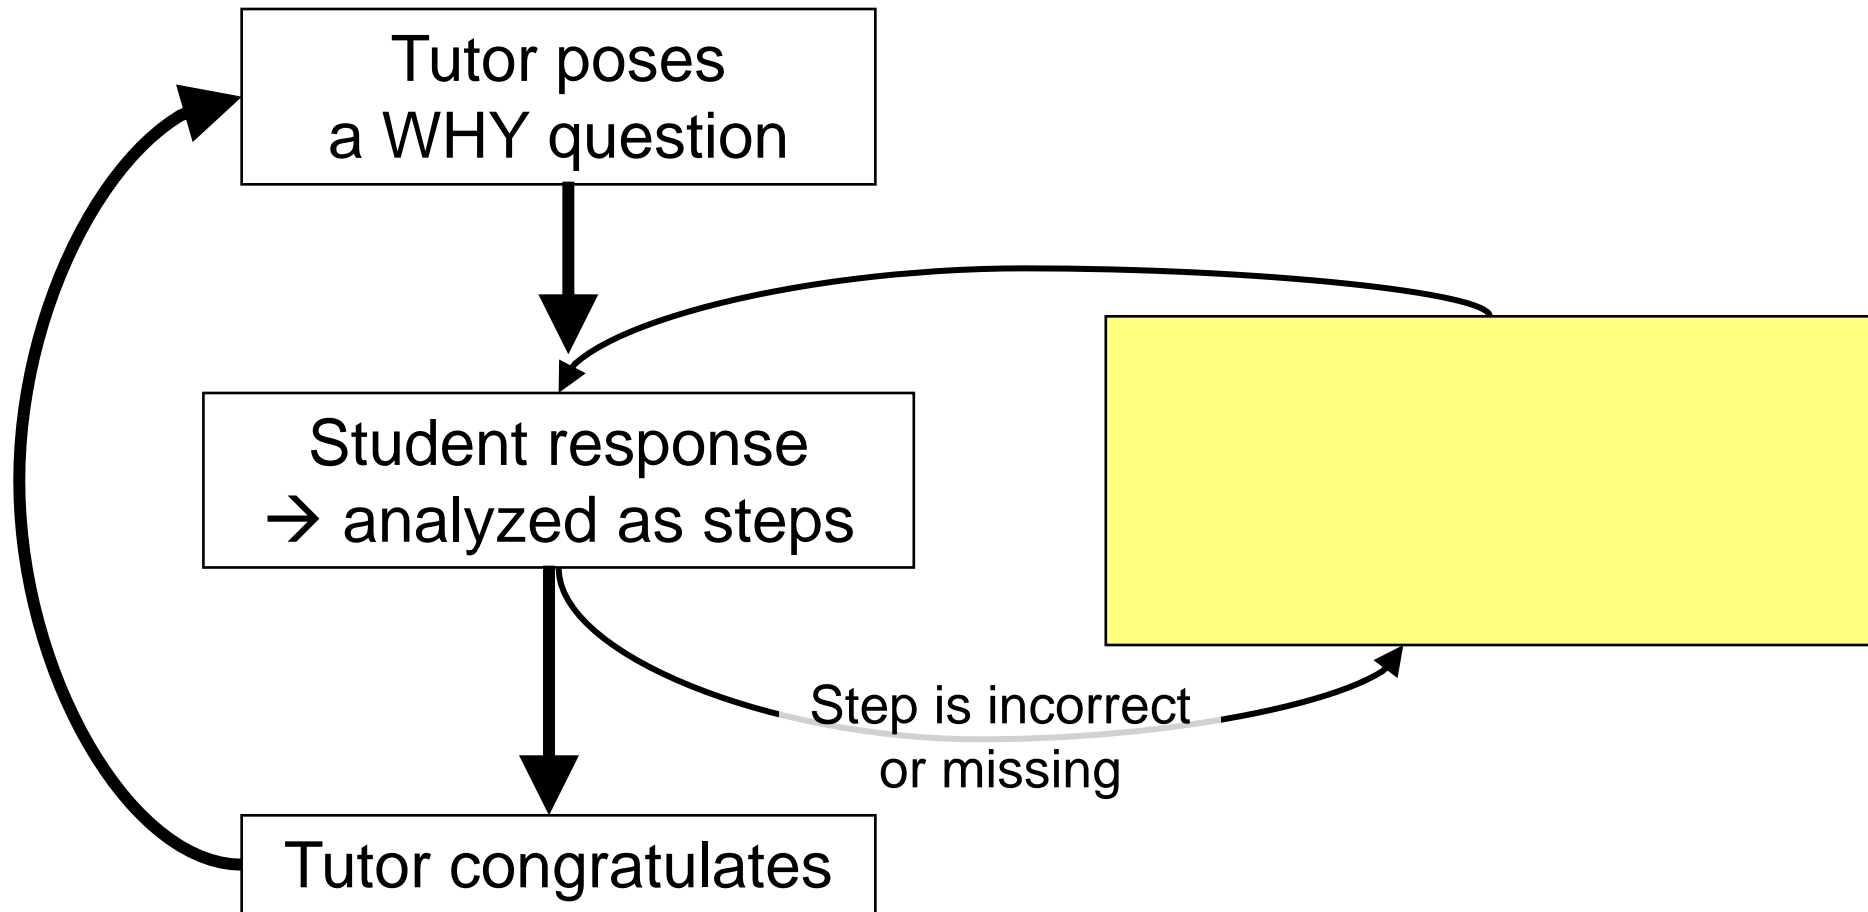 Tutor poses
a WHY question
Student response
→ analyzed as steps
Step is incorrect
or missing
Tutor congratulates